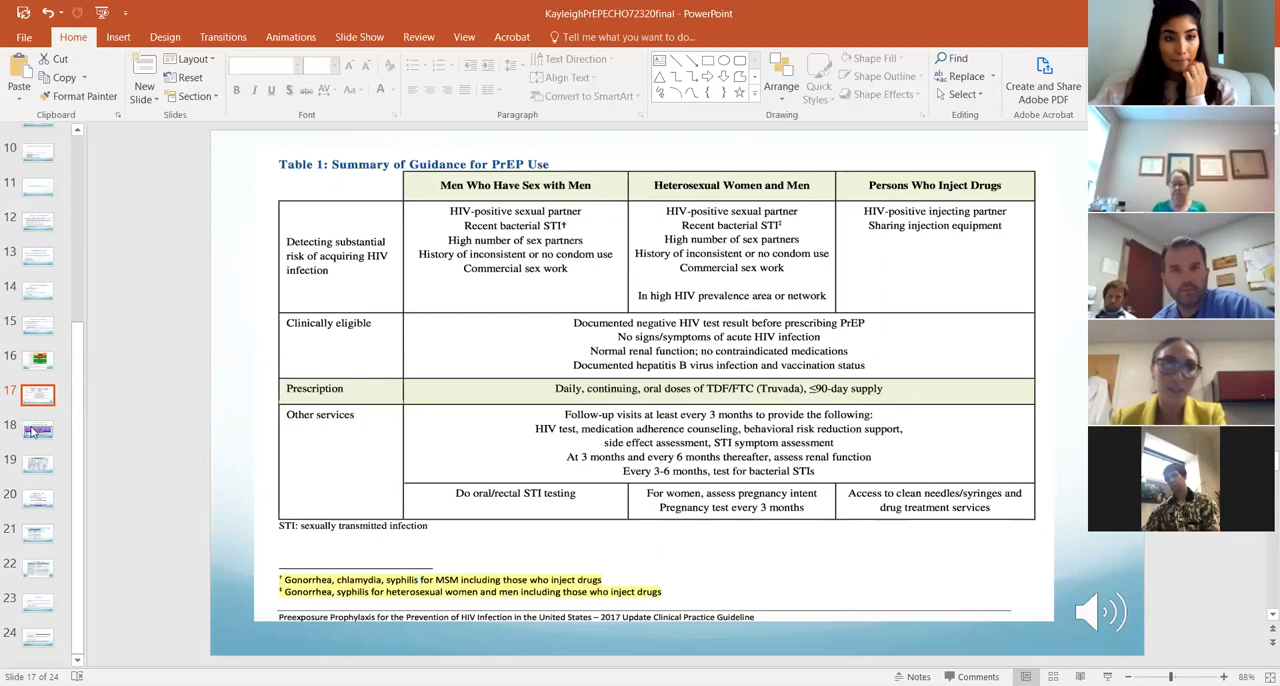 KayleighPrEPECHO72320final - PowerPoint
File Home Insert Design Transitions Animations Slide Show Review View Acrobat Tell me what you want to do...
Paste
Cut
Copy
Format Painter
Clipboard
New
Slide
Layout
Reset
Section
Slides
B I U S abc AV Aa A
Font
Paragraph
Text Direction
Align Text
Convert to SmartArt
Arrange
Quick
Styles
Shape Fill
Shape Outline
Shape Effects
Drawing
Find
Replace
Select
Editing
Create and Share
Adobe PDF
Adobe Acrobat
10
11
12
13
14
15
16
17
18
19
20
21
22
23
24
Table 1: Summary of Guidance for PrEP Use
Men Who Have Sex with Men
Heterosexual Women and Men
Persons Who Inject Drugs
Detecting substantial
risk of acquiring HIV
infection
HIV-positive sexual partner
Recent bacterial STI†
High number of sex partners
History of inconsistent or no condom use
Commercial sex work
HIV-positive sexual partner
Recent bacterial STI‡
High number of sex partners
History of inconsistent or no condom use
Commercial sex work
In high HIV prevalence area or network
HIV-positive injecting partner
Sharing injection equipment
Clinically eligible
Documented negative HIV test result before prescribing PrEP
No signs/symptoms of acute HIV infection
Normal renal function; no contraindicated medications
Documented hepatitis B virus infection and vaccination status
Prescription
Daily, continuing, oral doses of TDF/FTC (Truvada), ≤90-day supply
Other services
Follow-up visits at least every 3 months to provide the following:
HIV test, medication adherence counseling, behavioral risk reduction support,
side effect assessment, STI symptom assessment
At 3 months and every 6 months thereafter, assess renal function
Every 3-6 months, test for bacterial STIs
Do oral/rectal STI testing
For women, assess pregnancy intent
Pregnancy test every 3 months
Access to clean needles/syringes and
drug treatment services
STI: sexually transmitted infection
† Gonorrhea, chlamydia, syphilis for MSM including those who inject drugs
‡ Gonorrhea, syphilis for heterosexual women and men including those who inject drugs
Preexposure Prophylaxis for the Prevention of HIV Infection in the United States – 2017 Update Clinical Practice Guideline
Slide 17 of 24
Notes
Comments
88%